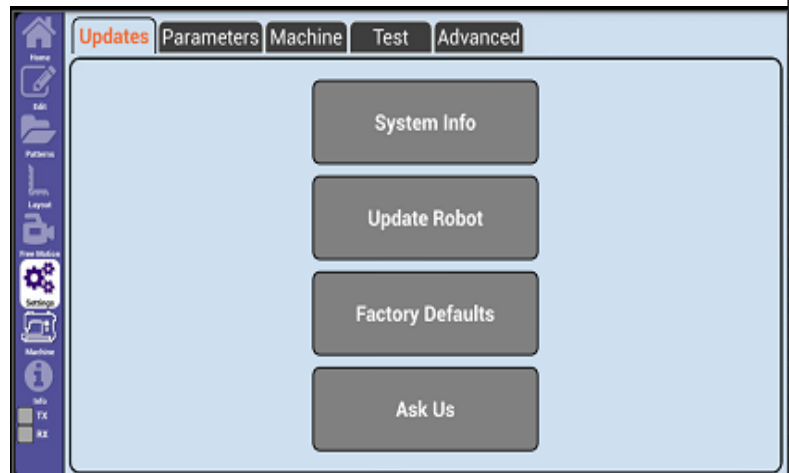 Updates Parameters Machine Test Advanced
Home
Edit
Patterns
Layout
Free Motion
Settings
Machine
Info
TX
RX
System Info
Update Robot
Factory Defaults
Ask Us